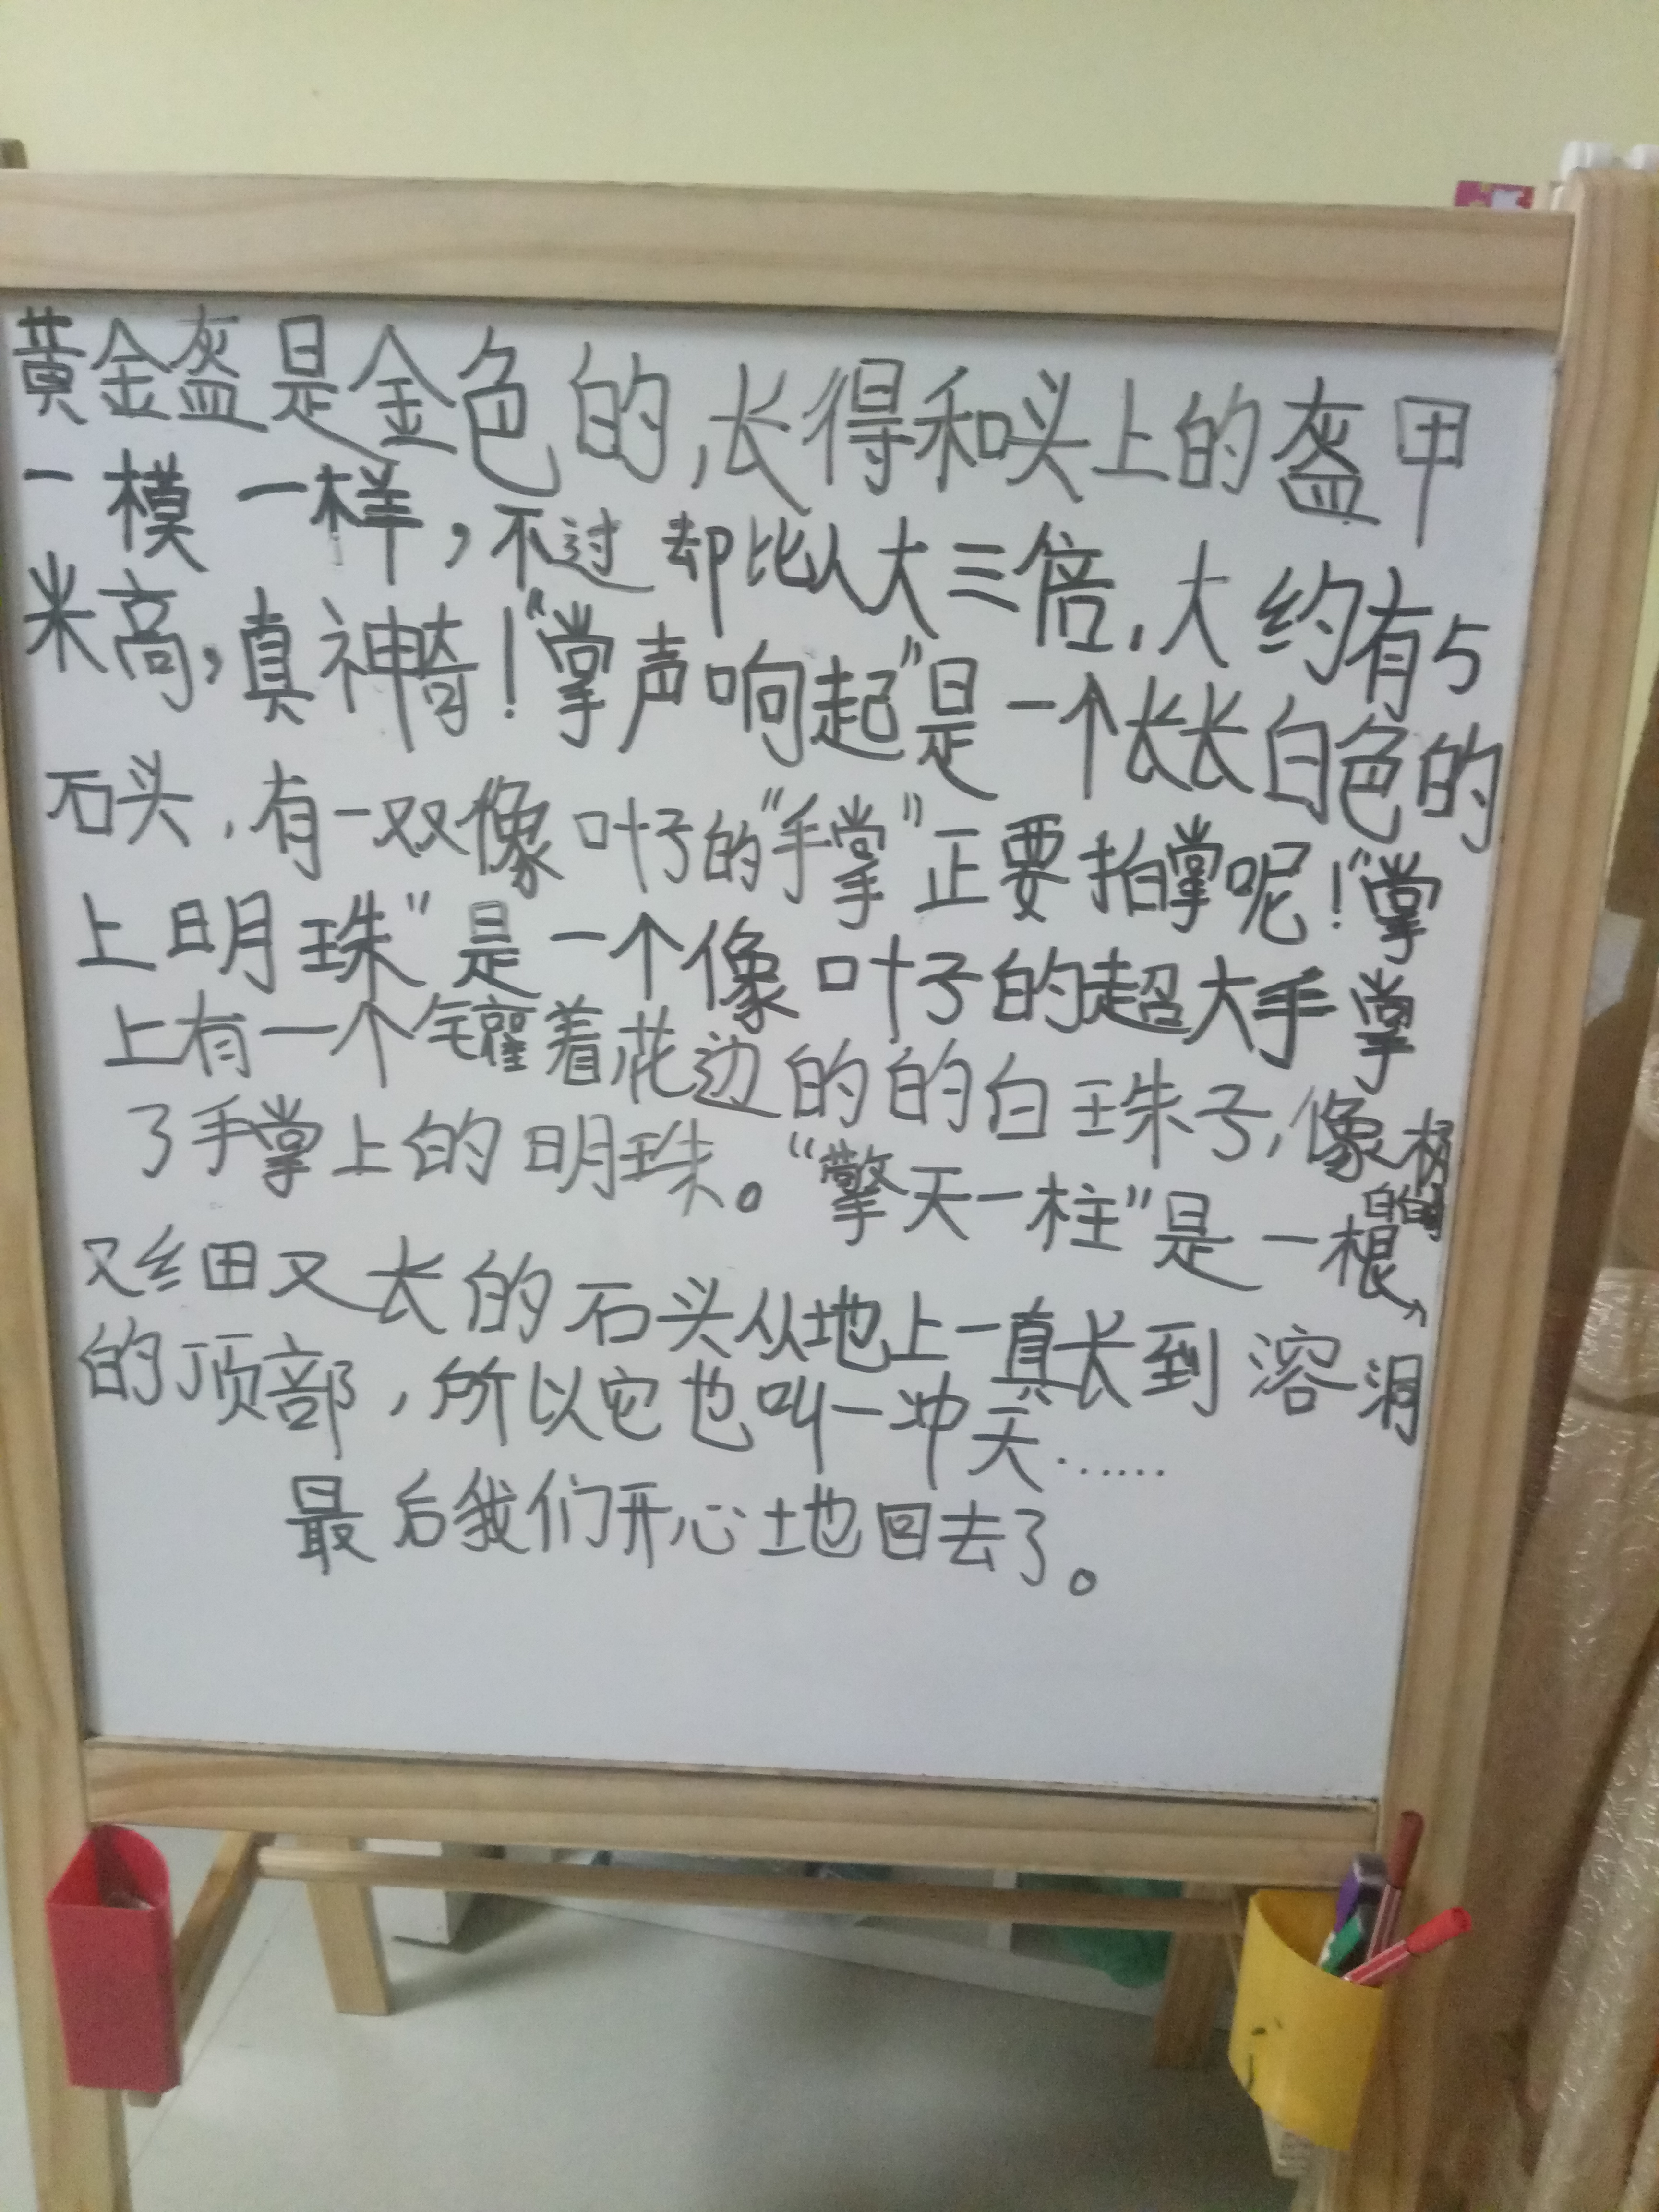 黄金盔是金色的,长得和头上的盔甲
一模一样,不过却比人大三倍,大约有5
米高,真神奇!“掌声响起”是一个长长白色的
石头,有一双像叶子的“手掌”正要拍掌呢!“掌
上明珠”是一个像叶子的超大手掌
上有一个镶着花边的的白珠子,像极
了手掌上的明珠。“擎天一柱”是一根白白的
又细又长的石头从地上一直长到溶洞
的顶部,所以它也叫一冲天……
最后我们开心地回去了。